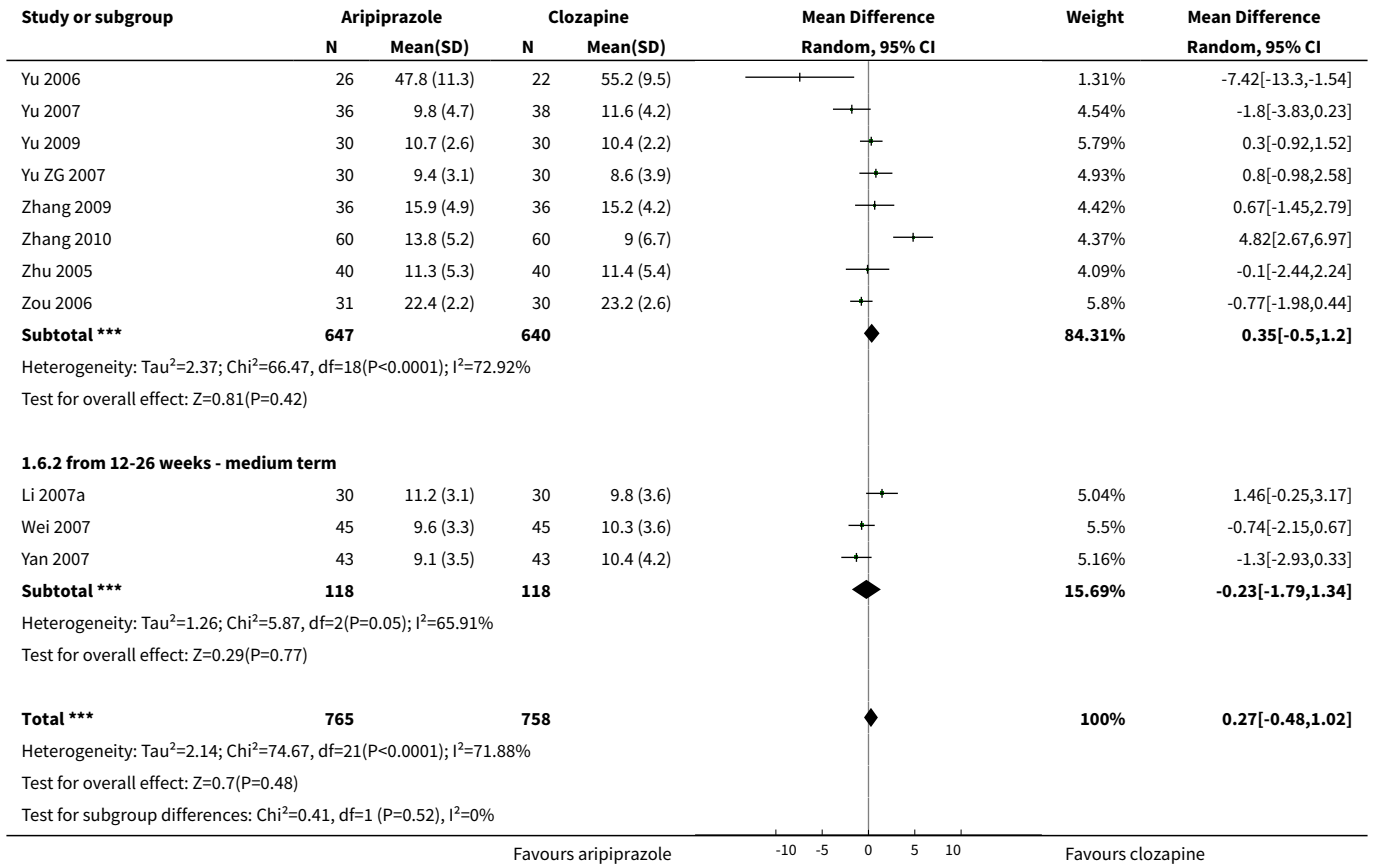 Study or subgroup Aripiprazole Clozapine Mean Difference Weight Mean Difference
N Mean(SD) N Mean(SD) Random, 95% CI Random, 95% CI
Yu 2006 26 47.8 (11.3) 22 55.2 (9.5) 1.31% -7.42[-13.3,-1.54]
Yu 2007 36 9.8 (4.7) 38 11.6 (4.2) 4.54% -1.8[-3.83,0.23]
Yu 2009 30 10.7 (2.6) 30 10.4 (2.2) 5.79% 0.3[-0.92,1.52]
Yu ZG 2007 30 9.4 (3.1) 30 8.6 (3.9) 4.93% 0.8[-0.98,2.58]
Zhang 2009 36 15.9 (4.9) 36 15.2 (4.2) 4.42% 0.67[-1.45,2.79]
Zhang 2010 60 13.8 (5.2) 60 9 (6.7) 4.37% 4.82[2.67,6.97]
Zhu 2005 40 11.3 (5.3) 40 11.4 (5.4) 4.09% -0.1[-2.44,2.24]
Zou 2006 31 22.4 (2.2) 30 23.2 (2.6) 5.8% -0.77[-1.98,0.44]
Subtotal *** 647 640 84.31% 0.35[-0.5,1.2]
Heterogeneity: Tau²=2.37; Chi²=66.47, df=18(P<0.0001); I²=72.92%
Test for overall effect: Z=0.81(P=0.42)
1.6.2 from 12-26 weeks - medium term
Li 2007a 30 11.2 (3.1) 30 9.8 (3.6) 5.04% 1.46[-0.25,3.17]
Wei 2007 45 9.6 (3.3) 45 10.3 (3.6) 5.5% -0.74[-2.15,0.67]
Yan 2007 43 9.1 (3.5) 43 10.4 (4.2) 5.16% -1.3[-2.93,0.33]
Subtotal *** 118 118 15.69% -0.23[-1.79,1.34]
Heterogeneity: Tau²=1.26; Chi²=5.87, df=2(P=0.05); I²=65.91%
Test for overall effect: Z=0.29(P=0.77)
Total *** 765 758 100% 0.27[-0.48,1.02]
Heterogeneity: Tau²=2.14; Chi²=74.67, df=21(P<0.0001); I²=71.88%
Test for overall effect: Z=0.7(P=0.48)
Test for subgroup differences: Chi²=0.41, df=1 (P=0.52), I²=0%
Favours aripiprazole -10 -5 0 5 10 Favours clozapine